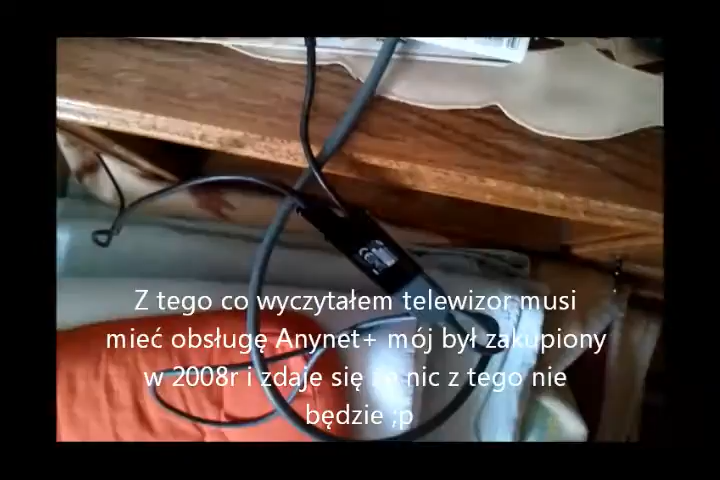 Z tego co wyczytałem telewizor musi
mieć obsługę Anynet+ mój był zakupiony
w 2008r i zdaje się że nic z tego nie
będzie ;p